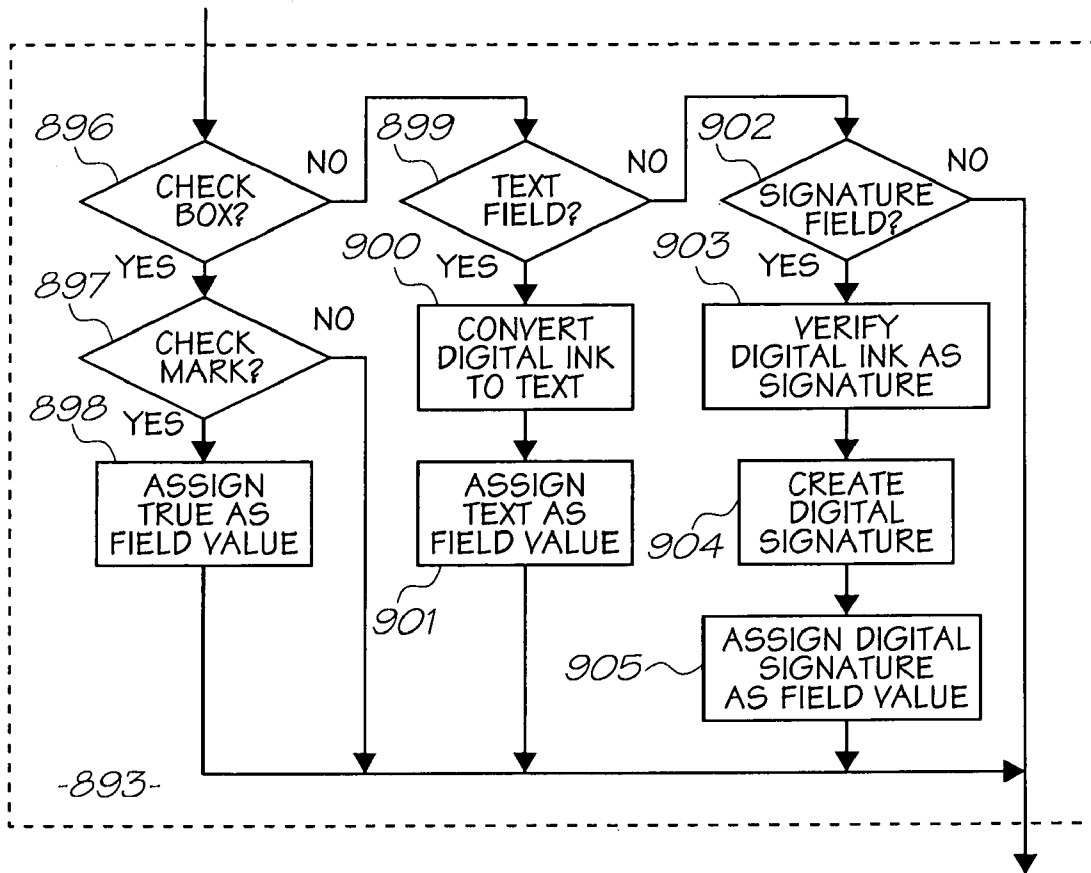 896
CHECK
BOX?
NO
YES
897
CHECK
MARK?
NO
YES
898
ASSIGN
TRUE AS
FIELD VALUE
899
TEXT
FIELD?
NO
YES
900
CONVERT
DIGITAL INK
TO TEXT
ASSIGN
TEXT AS
FIELD VALUE
901
902
SIGNATURE
FIELD?
NO
YES
903
VERIFY
DIGITAL INK AS
SIGNATURE
CREATE
DIGITAL
SIGNATURE
904
ASSIGN DIGITAL
SIGNATURE
AS FIELD VALUE
905
-893-